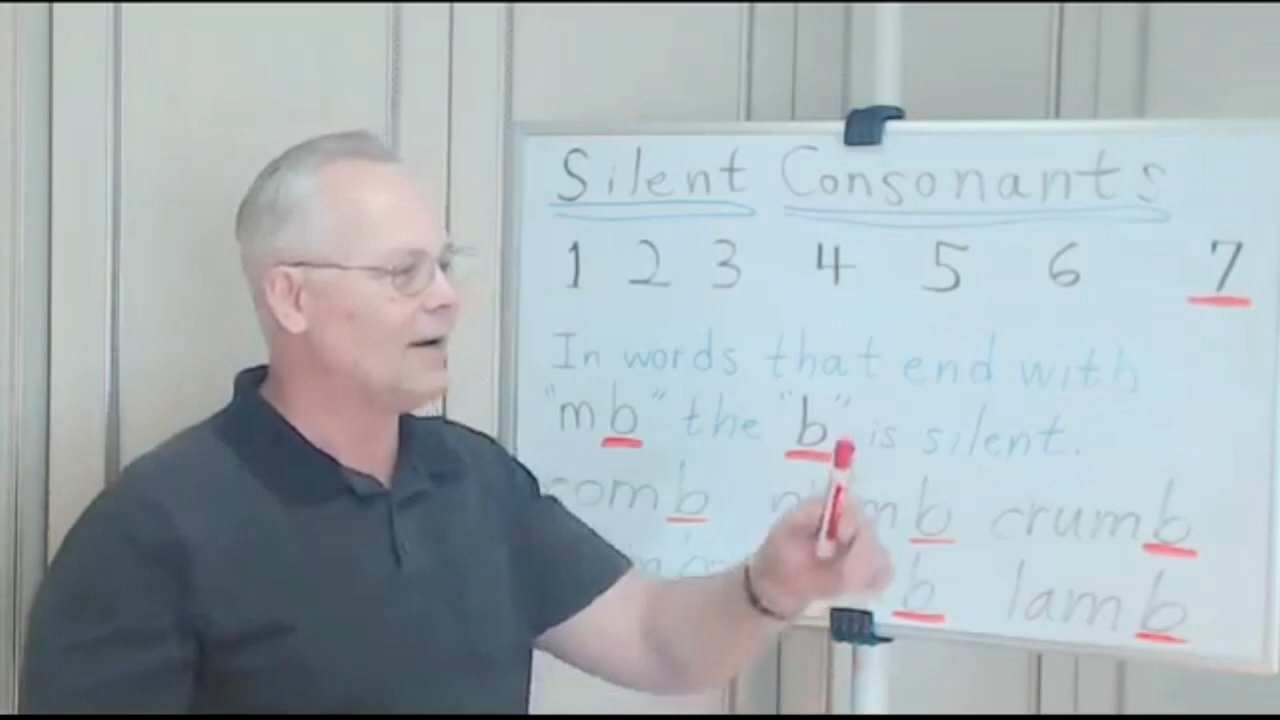 Silent Consonants
1 2 3 4 5 6 7
In words that end with
"mb" the "b" is silent.
comb crumb
lamb